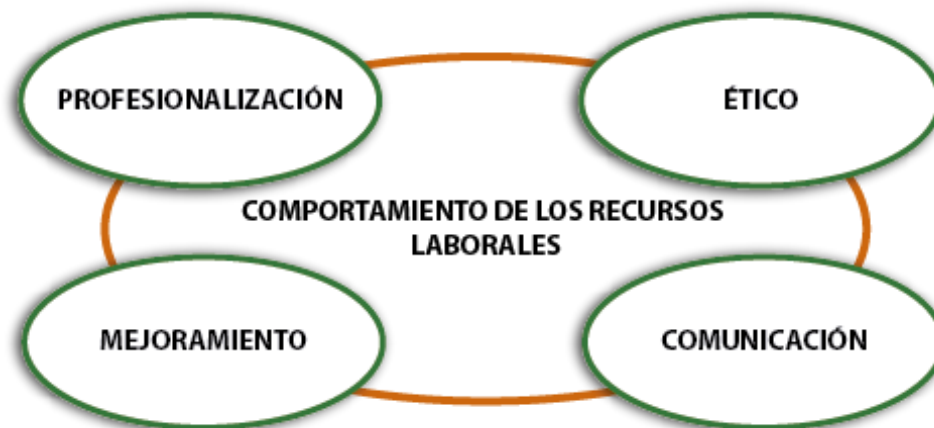 PROFESIONALIZACIÓN
ÉTICO
COMPORTAMIENTO DE LOS RECURSOS
LABORALES
MEJORAMIENTO
COMUNICACIÓN